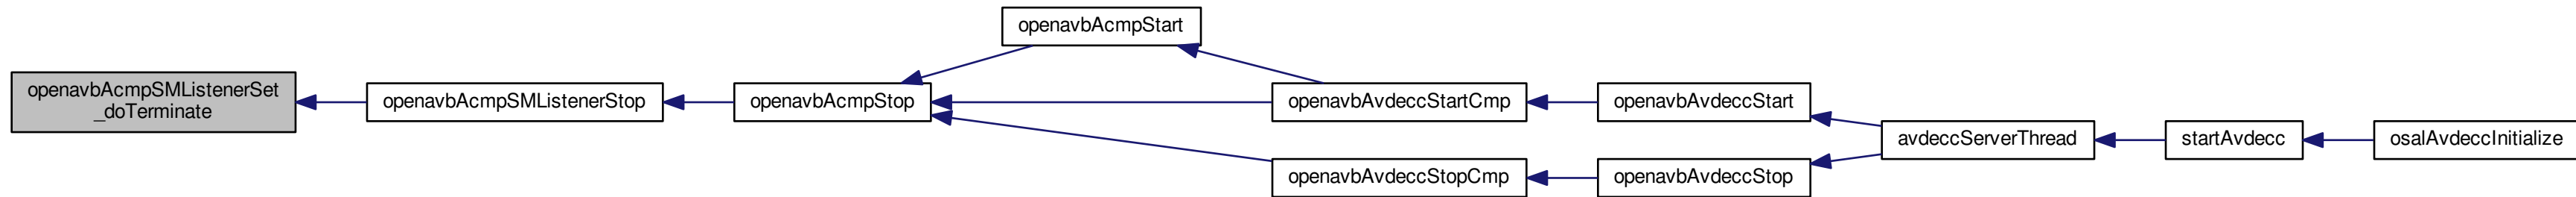 openavbAcmpStart
openavbAcmpSMListenerSet
_doTerminate
openavbAcmpSMListenerStop
openavbAcmpStop
openavbAvdeccStartCmp
openavbAvdeccStart
avdeccServerThread
startAvdecc
osalAvdeccInitialize
openavbAvdeccStopCmp
openavbAvdeccStop